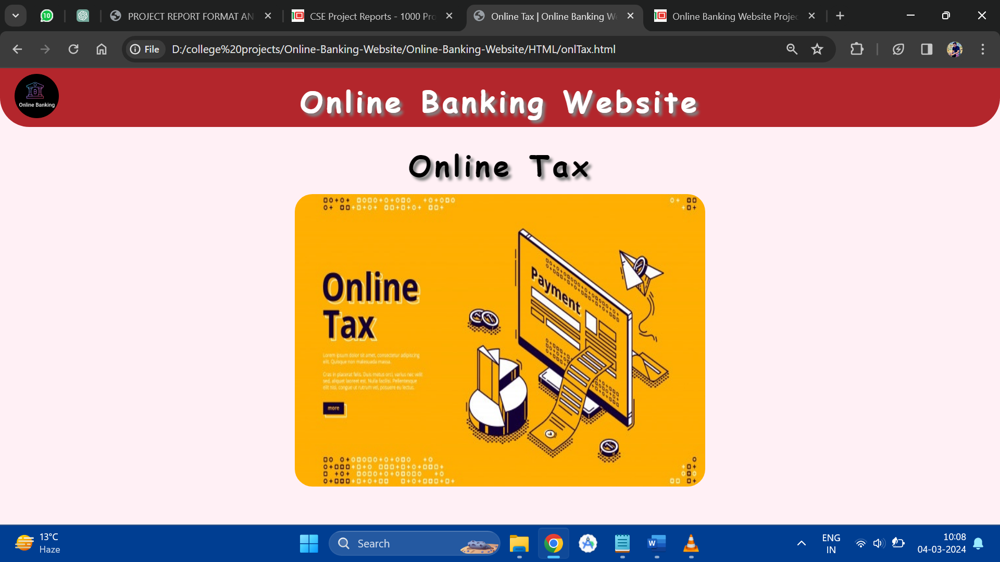 10
PROJECT REPORT FORMAT AN
CSE Project Reports - 1000 Pro
Online Tax | Online Banking W
Online Banking Website Projec
File
D:/college%20projects/Online-Banking-Website/Online-Banking-Website/HTML/onlTax.html
Online Banking
Online Banking Website
Online Tax
Online
Tax
Lorem ipsum dolor sit amet, consectetur adipiscing
elit. Quisque non malesuada massa.
Cras in placerat felis. Duis metus orci, varius nec velit
sed, aliquet laoreet est. Nulla facilisi. Pellentesque
elit nisi, congue ut rutrum vel, posuere eu lectus.
more
Payment
13°C
Haze
Search
W
ENG
IN
10:08
04-03-2024